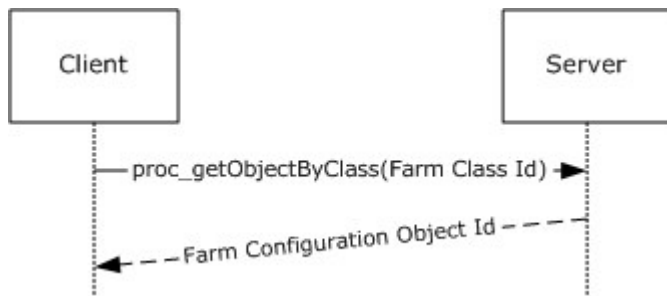 Client
Server
proc_getObjectByClass(Farm Class Id)
Farm Configuration Object Id